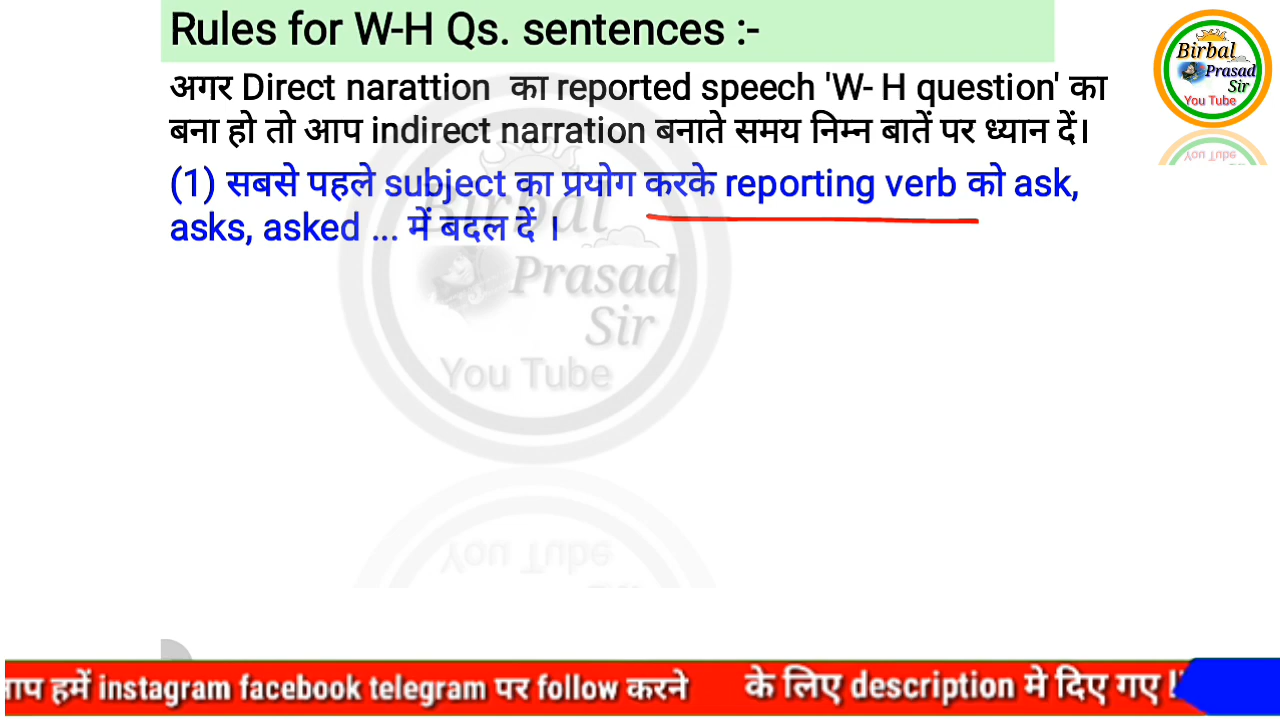 Rules for W-H Qs. sentences :-
अगर Direct narattion का reported speech 'W- H question' का
बना हो तो आप indirect narration बनाते समय निम्न बातें पर ध्यान दें।
(1) सबसे पहले subject का प्रयोग करके reporting verb को ask,
asks, asked ... में बदल दें ।
Birbal
Prasad
Sir
You Tube
Birbal
Prasad
Sir
You Tube
हमें instagram facebook telegram पर follow करने के लिए description मे दिए गए